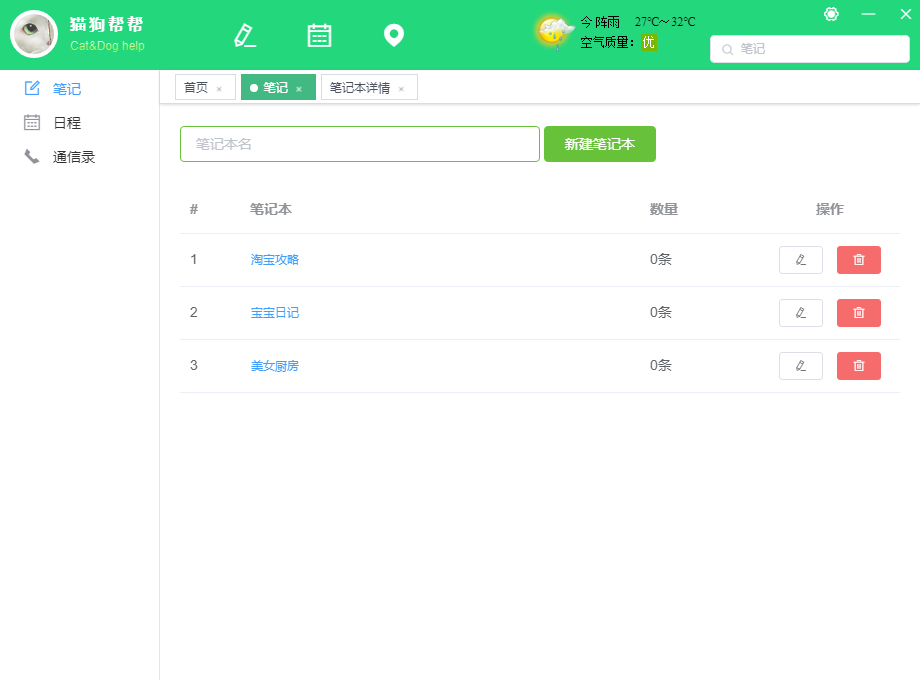 猫狗帮帮
Cat&Dog help
今 阵雨 27℃～32℃
空气质量： 优
笔记
笔记
日程
通信录
首页 ×
笔记 ×
笔记本详情 ×
笔记本名
新建笔记本
# 笔记本 数量 操作
1 淘宝攻略 0条
2 宝宝日记 0条
3 美女厨房 0条